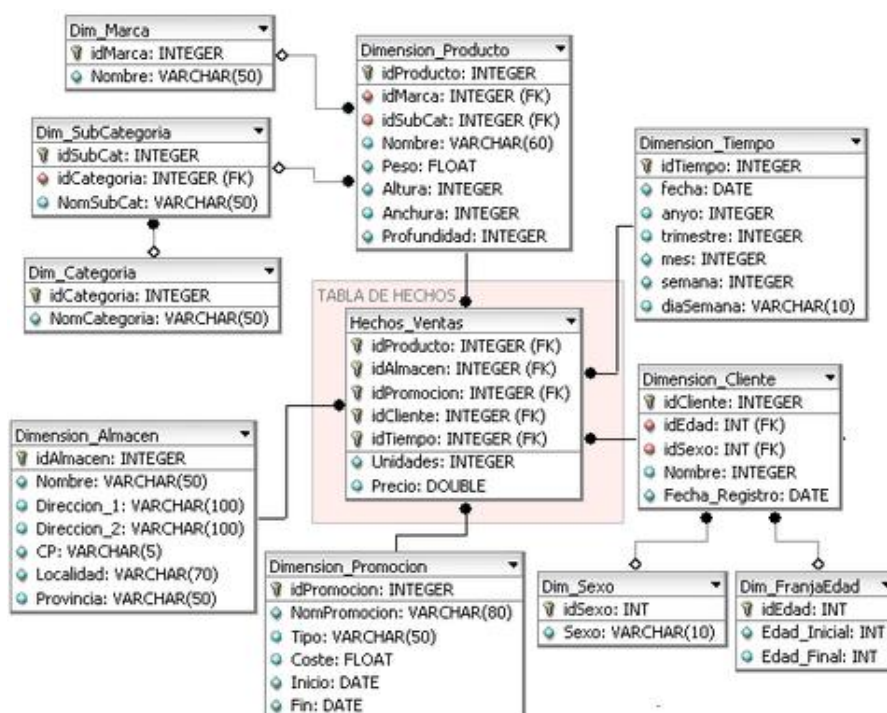 Dim_Marca
idMarca: INTEGER
Nombre: VARCHAR(50)
Dimension_Producto
idProducto: INTEGER
idMarca: INTEGER (FK)
idSubCat: INTEGER (FK)
Nombre: VARCHAR(60)
Peso: FLOAT
Altura: INTEGER
Anchura: INTEGER
Profundidad: INTEGER
Dim_SubCategoria
idSubCat: INTEGER
idCategoria: INTEGER (FK)
NomSubCat: VARCHAR(50)
Dimension_Tiempo
idTiempo: INTEGER
fecha: DATE
anyo: INTEGER
trimestre: INTEGER
mes: INTEGER
semana: INTEGER
diaSemana: VARCHAR(10)
Dim_Categoria
idCategoria: INTEGER
NomCategoria: VARCHAR(50)
TABLA DE HECHOS
Hechos_Ventas
idProducto: INTEGER (FK)
idAlmacen: INTEGER (FK)
idPromocion: INTEGER (FK)
idCliente: INTEGER (FK)
idTiempo: INTEGER (FK)
Unidades: INTEGER
Precio: DOUBLE
Dimension_Cliente
idCliente: INTEGER
idEdad: INT (FK)
idSexo: INT (FK)
Nombre: INTEGER
Fecha_Registro: DATE
Dimension_Almacen
idAlmacen: INTEGER
Nombre: VARCHAR(50)
Direccion_1: VARCHAR(100)
Direccion_2: VARCHAR(100)
CP: VARCHAR(5)
Localidad: VARCHAR(70)
Provincia: VARCHAR(50)
Dimension_Promocion
idPromocion: INTEGER
NomPromocion: VARCHAR(80)
Tipo: VARCHAR(50)
Coste: FLOAT
Inicio: DATE
Fin: DATE
Dim_Sexo
idSexo: INT
Sexo: VARCHAR(10)
Dim_FranjaEdad
idEdad: INT
Edad_Inicial: INT
Edad_Final: INT